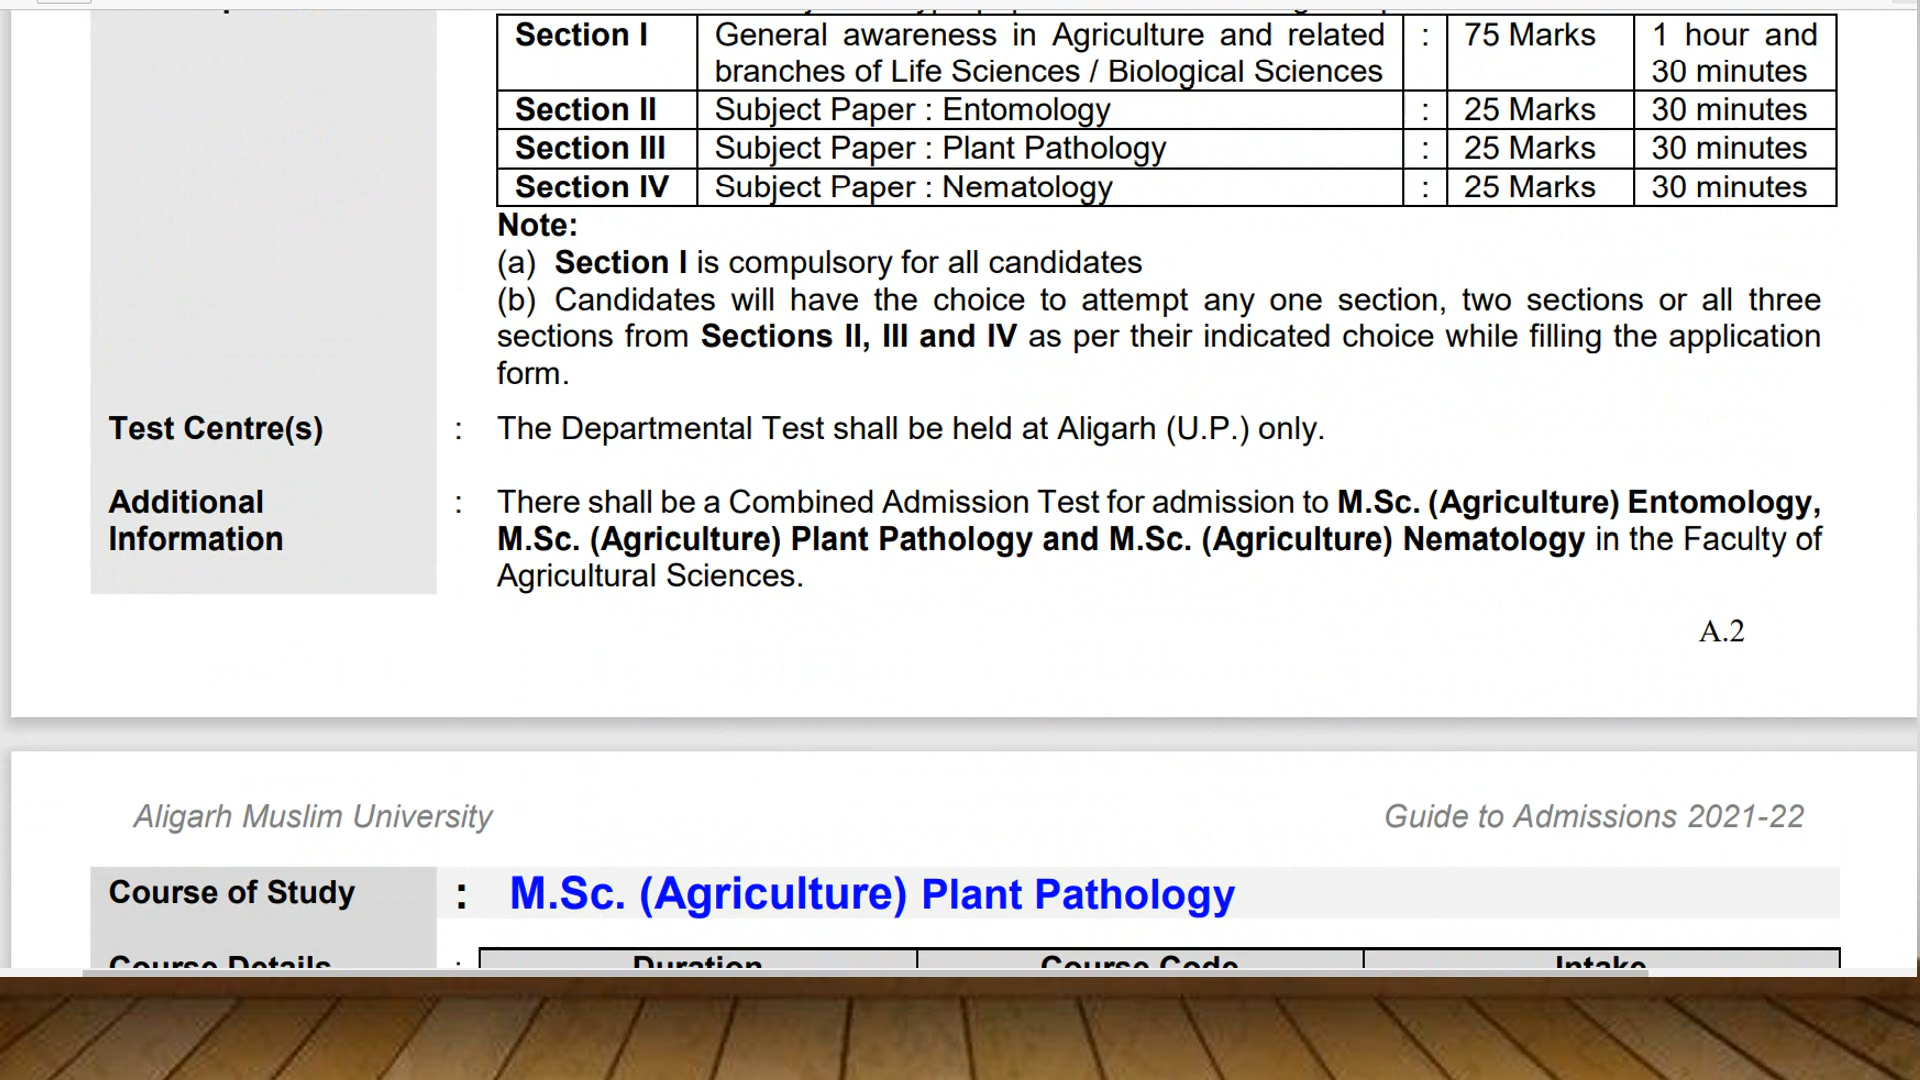 Section I General awareness in Agriculture and related : 75 Marks 1 hour and
branches of Life Sciences / Biological Sciences 30 minutes
Section II Subject Paper : Entomology : 25 Marks 30 minutes
Section III Subject Paper : Plant Pathology : 25 Marks 30 minutes
Section IV Subject Paper : Nematology : 25 Marks 30 minutes
Note:
(a) Section I is compulsory for all candidates
(b) Candidates will have the choice to attempt any one section, two sections or all three
sections from Sections II, III and IV as per their indicated choice while filling the application
form.
Test Centre(s) : The Departmental Test shall be held at Aligarh (U.P.) only.
Additional : There shall be a Combined Admission Test for admission to M.Sc. (Agriculture) Entomology,
Information M.Sc. (Agriculture) Plant Pathology and M.Sc. (Agriculture) Nematology in the Faculty of
Agricultural Sciences.
A.2
Aligarh Muslim University Guide to Admissions 2021-22
Course of Study : M.Sc. (Agriculture) Plant Pathology
Course Details : Duration Course Code Intake